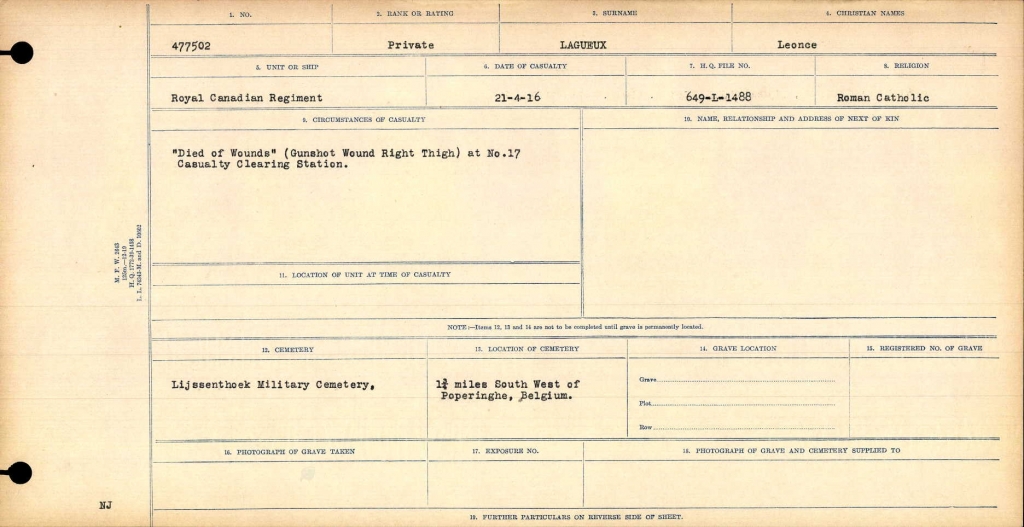 1. NO.
2. RANK OR RATING
3. SURNAME
4. CHRISTIAN NAMES
477502
Private
LAGUEUX
Leonce
5. UNIT OR SHIP
6. DATE OF CASUALTY
7. H.Q. FILE NO.
8. RELIGION
Royal Canadian Regiment
21-4-16
649-L-1488
Roman Catholic
9. CIRCUMSTANCES OF CASUALTY
10. NAME, RELATIONSHIP AND ADDRESS OF NEXT OF KIN
"Died of Wounds" (Gunshot Wound Right Thigh) at No.17
Casualty Clearing Station.
11. LOCATION OF UNIT AT TIME OF CASUALTY
NOTE:—Items 12, 13 and 14 are not to be completed until grave is permanently located.
12. CEMETERY
13. LOCATION OF CEMETERY
14. GRAVE LOCATION
15. REGISTERED NO. OF GRAVE
Lijssenthoek Military Cemetery,
1¾ miles South West of
Poperinghe, Belgium.
Grave
Plot
Row
16. PHOTOGRAPH OF GRAVE TAKEN
17. EXPOSURE NO.
18. PHOTOGRAPH OF GRAVE AND CEMETERY SUPPLIED TO
NJ
19. FURTHER PARTICULARS ON REVERSE SIDE OF SHEET.